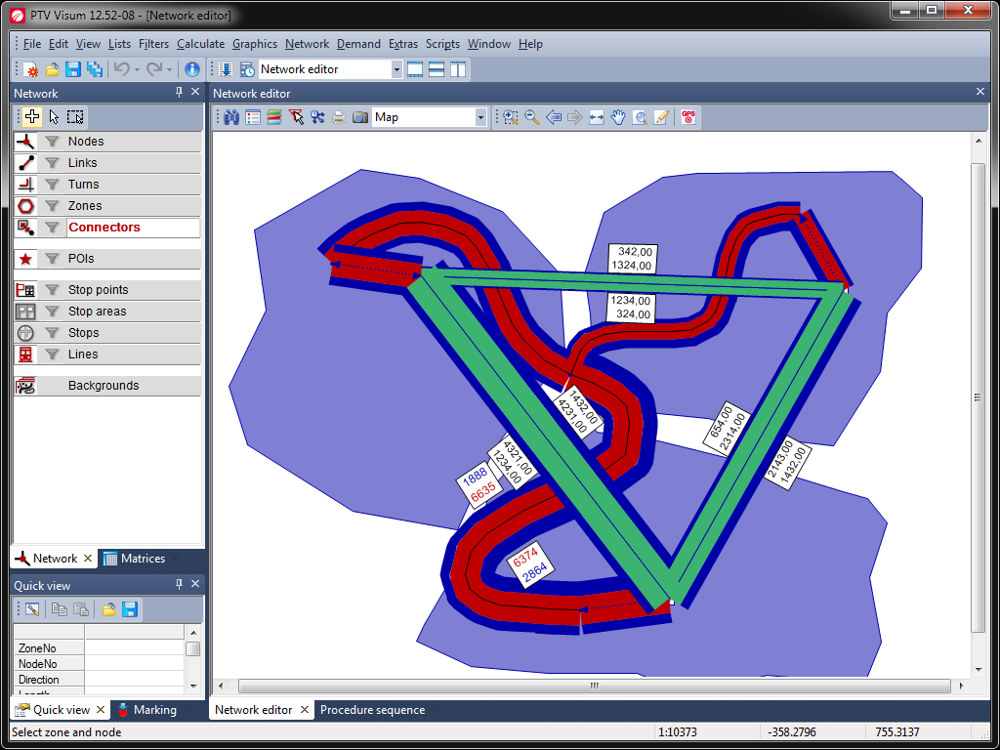 PTV Visum 12.52-08 - [Network editor]
File Edit View Lists Filters Calculate Graphics Network Demand Extras Scripts Window Help
Network editor
Network
Network editor
Map
GPS
Nodes
Links
Turns
Zones
Connectors
POIs
Stop points
Stop areas
Stops
Lines
Backgrounds
342,00
1324,00
1234,00
324,00
1432,00
4231,00
4321,00
1234,00
1888
6635
6374
2864
654,00
2314,00
2143,00
1432,00
Network
Matrices
Quick view
ZoneNo
NodeNo
Direction
Length
Quick view
Marking
Network editor
Procedure sequence
Select zone and node
1:10373
-358.2796
755.3137